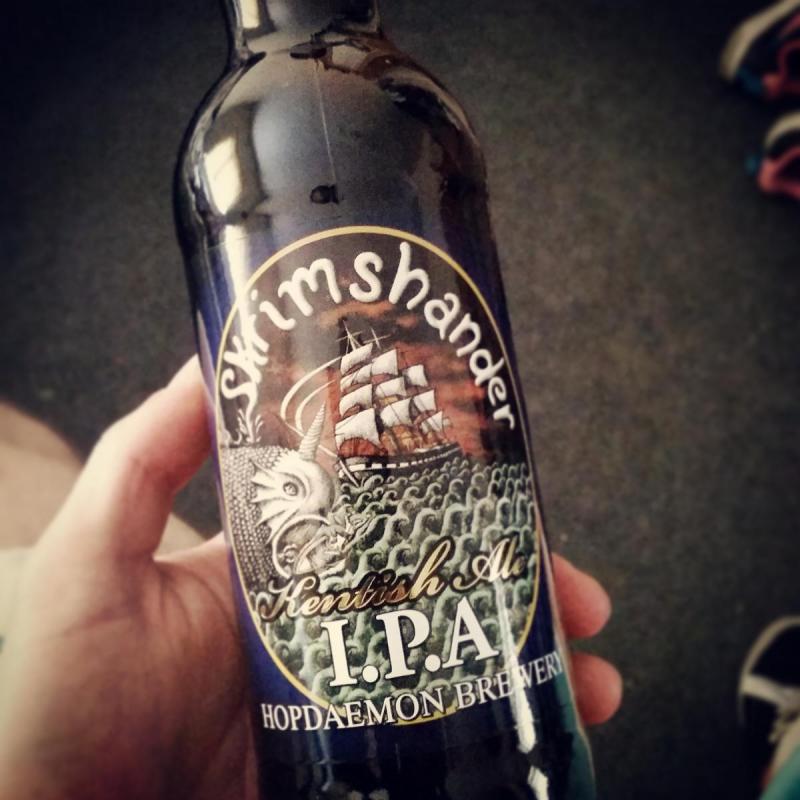 Skrimshander
Kentish Ale
I.P.A
HOPDAEMON BREWERY